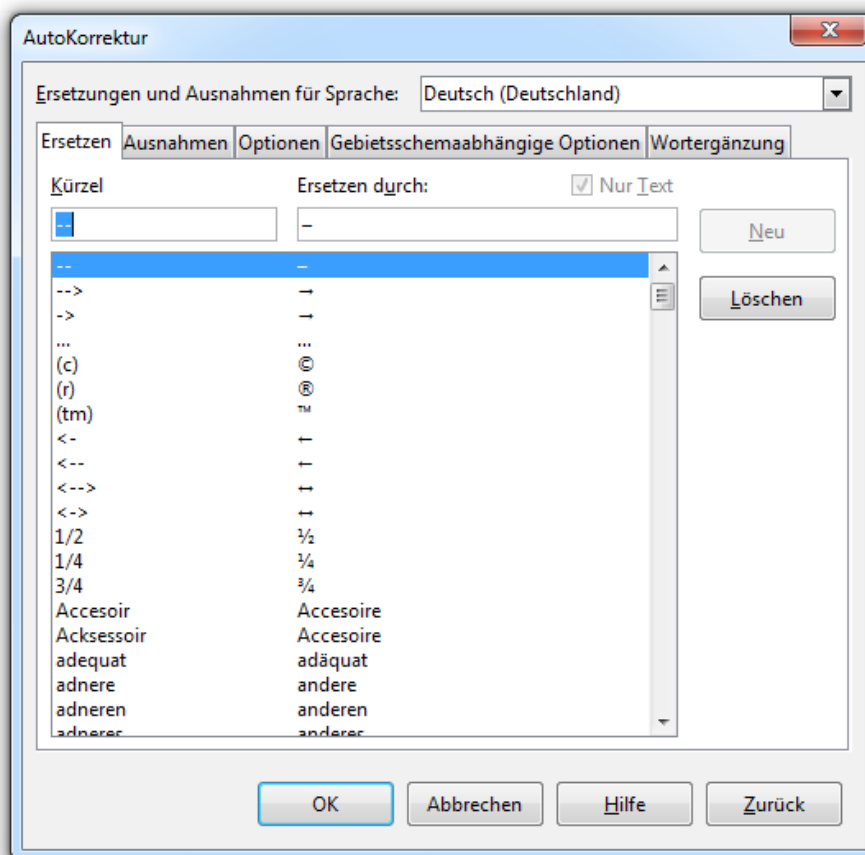 AutoKorrektur
Ersetzungen und Ausnahmen für Sprache: Deutsch (Deutschland)
Ersetzen Ausnahmen Optionen Gebietsschemaabhängige Optionen Wortergänzung
Kürzel Ersetzen durch: Nur Text
-- –
Neu
-- –
Löschen
--> →
-> →
... …
(c) ©
(r) ®
(tm) ™
<- ←
<-- ←
<--> ↔
<-> ↔
1/2 ½
1/4 ¼
3/4 ¾
Accesoir Accesoire
Acksessoir Accesoire
adequat adäquat
adnere andere
adneren anderen
adneres anderes
OK Abbrechen Hilfe Zurück